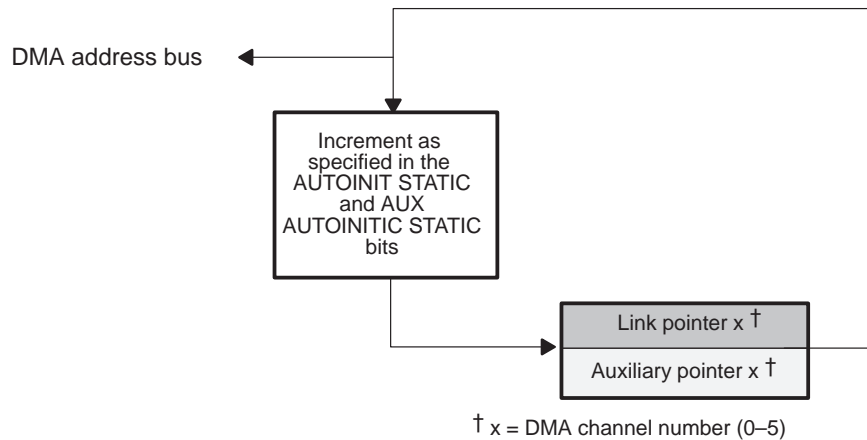 DMA address bus
Increment as
specified in the
AUTOINIT STATIC
and AUX
AUTOINITIC STATIC
bits
Link pointer x †
Auxiliary pointer x †
† x = DMA channel number (0–5)